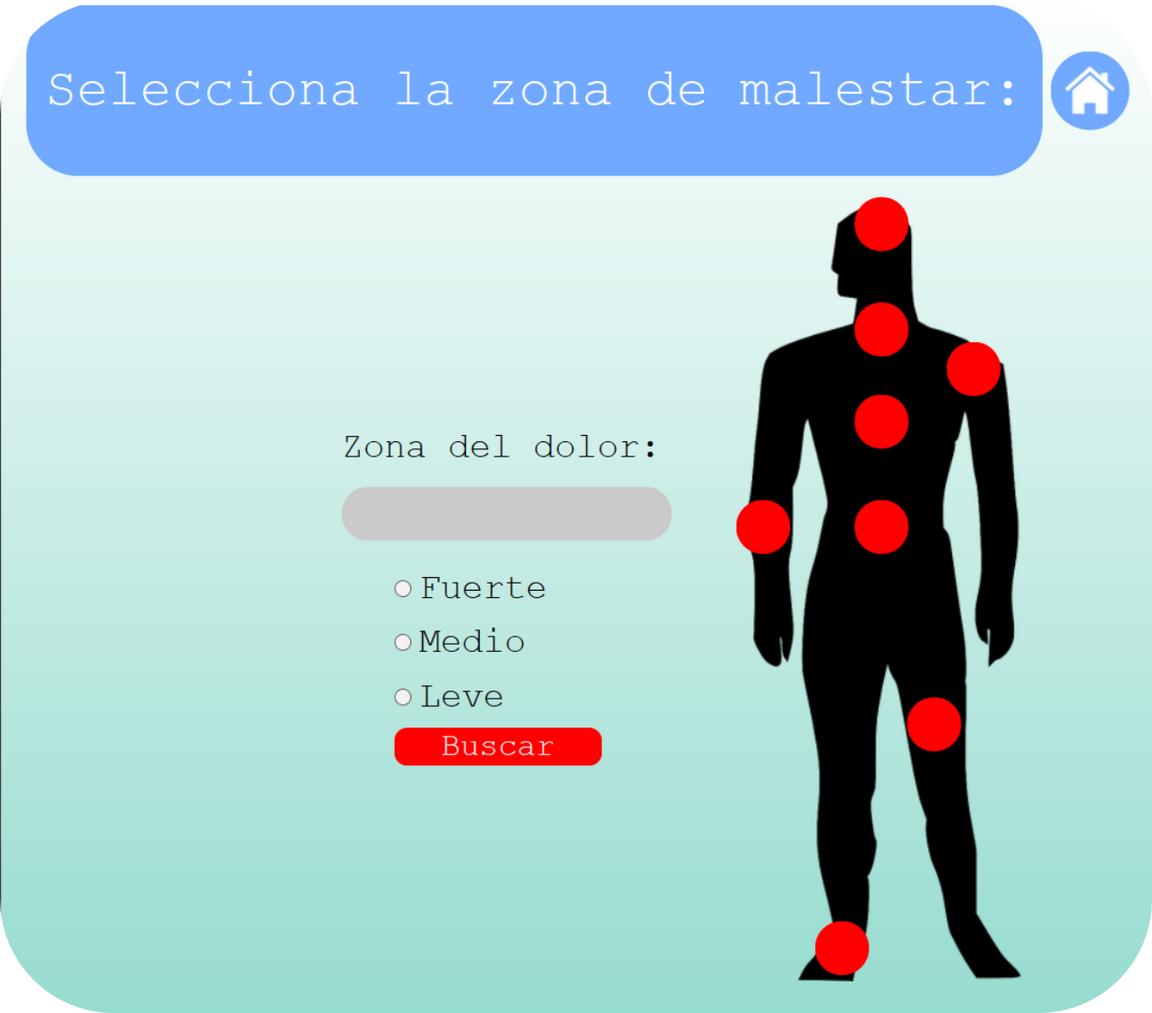 Selecciona la zona de malestar:
Zona del dolor:
Fuerte
Medio
Leve
Buscar